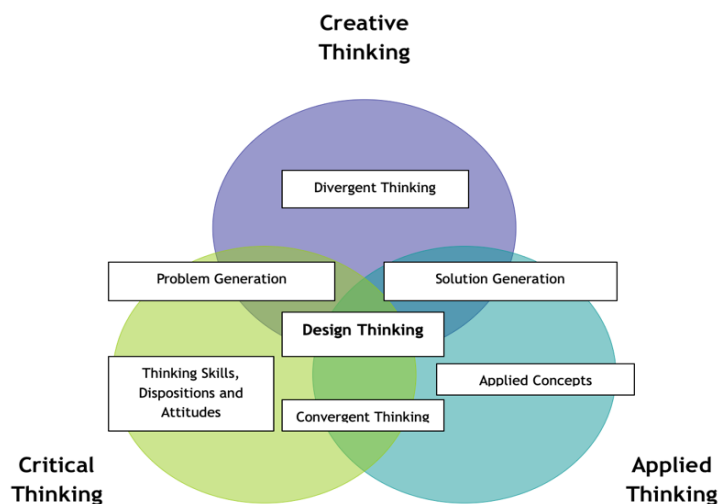 Creative
Thinking
Divergent Thinking
Problem Generation
Solution Generation
Design Thinking
Thinking Skills,
Dispositions and
Attitudes
Applied Concepts
Convergent Thinking
Critical
Thinking
Applied
Thinking